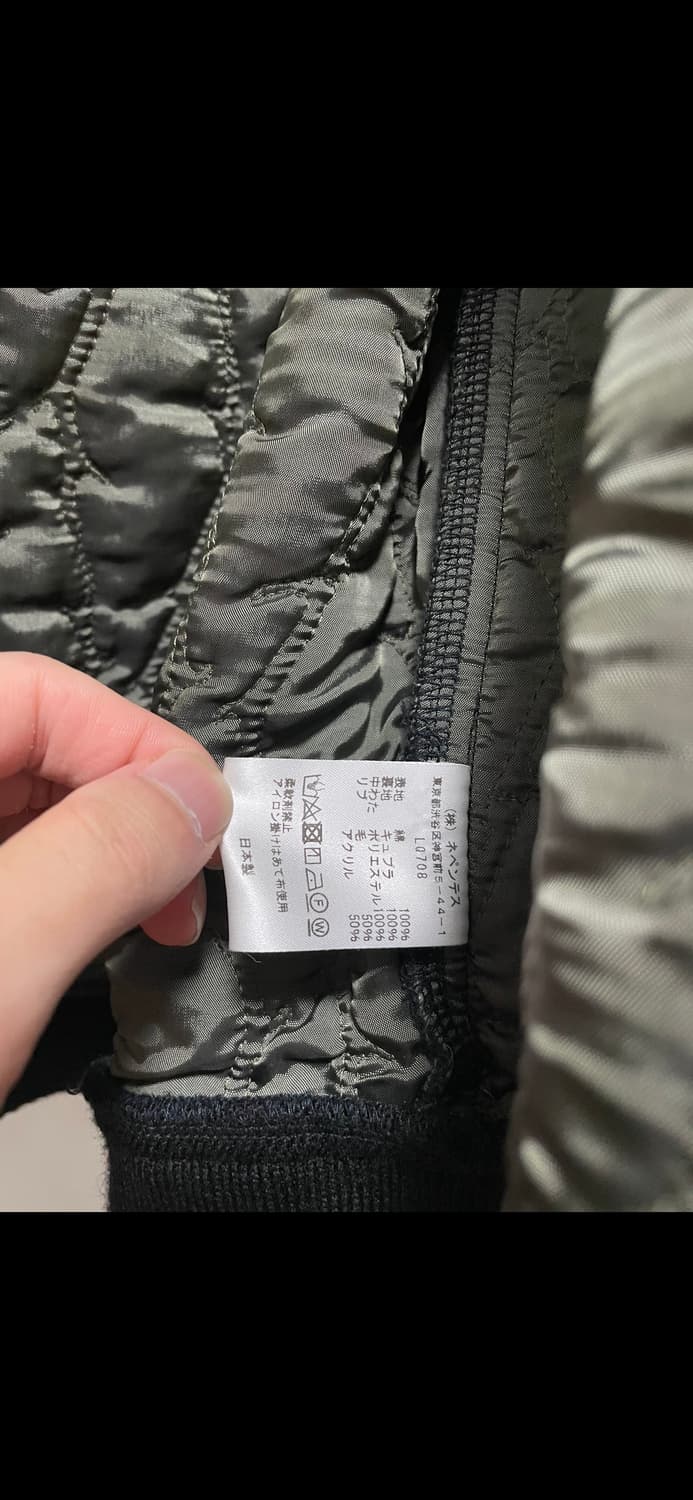 (株) ネペンテス
東京都渋谷区神宮前5-44-1
LQ708
表地 綿 100%
裏地 キュプラ 100%
中わた ポリエステル 100%
リブ 毛 50%
アクリル 50%
F W
柔軟剤禁止
アイロン掛けはあて布使用
日本製